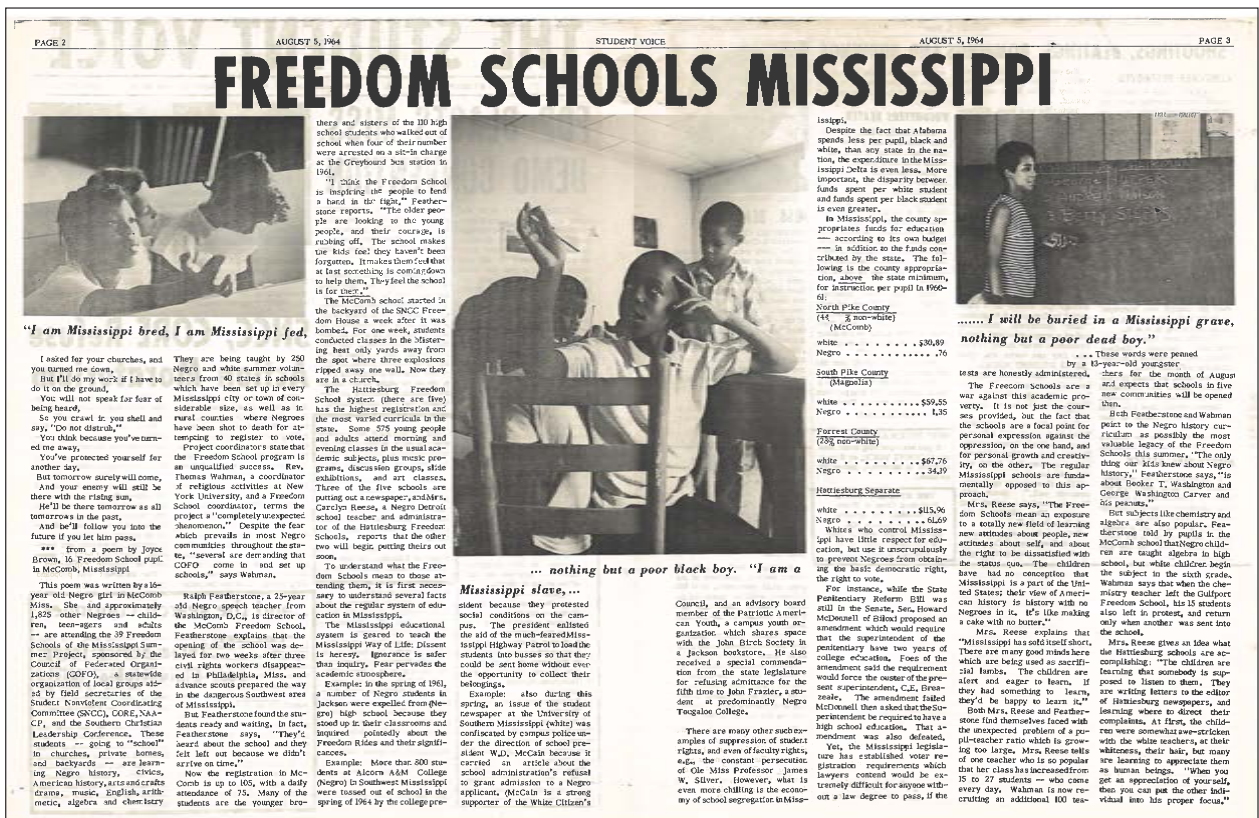 PAGE 2
AUGUST 5, 1964
STUDENT VOICE
AUGUST 5, 1964
PAGE 3
FREEDOM SCHOOLS MISSISSIPPI
"I am Mississippi bred, I am Mississippi fed,
I asked for your churches, and
you turned me down,
But I'll do my work if I have to
do it on the ground,
You will not speak for fear of
being heard,
So you crawl in you shell and
say, "Do not distrub,"
You think because you've turn-
ed me away,
You've protected yourself for
another day.
But tomorrow surely will come,
And your enemy will still be
there with the rising sun,
He'll be there tomorrow as all
tomorrows in the past,
And he'll follow you into the
future if you let him pass.
*** from a poem by Joyce
Brown, 16 Freedom School pupil
in McComb, Mississippi
This poem was written by a 16-
year old Negro girl in McComb
Miss. She and approximately
1,825 other Negroes -- child-
ren, teen-agers and adults
-- are attending the 39 Freedom
Schools of the Mississippi Sum-
mer Project, sponsored by the
Council of Federated Organi-
zations (COFO), a statewide
organization of local groups aid-
ed by field secretaries of the
Student Nonviolent Coordinating
Committee (SNCC), CORE, NAA-
CP, and the Southern Christian
Leadership Conference. These
students -- going to "school"
in churches, private homes,
and backyards -- are learn-
ing Negro history, civics,
American history, arts and crafts
drama, music, English, arith-
metic, algebra and chemistry
They are being taught by 250
Negro and white summer volun-
teers from 40 states in schools
which have been set up in every
Mississippi city or town of con-
siderable size, as well as in
rural counties where Negroes
have been shot to death for at-
tempting to register to vote.
Project coordinators state that
the Freedom School program is
an unqualified success. Rev.
Thomas Wahman, a coordinator
of religious activities at New
York University, and a Freedom
School coordinator, terms the
project a "completely unexpected
phenomenon." Despite the fear
which prevails in most Negro
communities throughout the sta-
te, "several are demanding that
COFO come in and set up
schools," says Wahman.
Ralph Featherstone, a 25-year
old Negro speech teacher from
Washington, D.C., is director of
the McComb Freedom School.
Featherstone explains that the
opening of the school was de-
layed for two weeks after three
civil rights workers disappear-
ed in Philadelphia, Miss. and
advance scouts prepared the way
in the dangerous Southwest area
of Mississippi.
But Featherstone found the stu-
dents ready and waiting. In fact,
Featherstone says, "They'd
heard about the school and they
felt left out because we didn't
arrive on time."
Now the registration in Mc-
Comb is up to 105, with a daily
attendance of 75. Many of the
students are the younger bro-
thers and sisters of the 110 high
school students who walked out of
school when four of their number
were arrested on a sit-in charge
at the Greyhound bus station in
1961.
"I think the Freedom School
is inspiring the people to lend
a hand in the fight," Feather-
stone reports. "The older peo-
ple are looking to the young
people, and their courage, is
rubbing off. The school makes
the kids feel they haven't been
forgotten. It makes them feel that
at last something is coming down
to help them. They feel the school
is for them."
The McComb school started in
the backyard of the SNCC Free-
dom House a week after it was
bombed. For one week, students
conducted classes in the blister-
ing heat only yards away from
the spot where three explosions
ripped away one wall. Now they
are in a church.
The Hattiesburg Freedom
School system (there are five)
has the highest registration and
the most varied curricula in the
state. Some 575 young people
and adults attend morning and
evening classes in the usual aca-
demic subjects, plus music pro-
grams, discussion groups, slide
exhibitions, and art classes.
Three of the five schools are
putting out a newspaper, and Mrs.
Carolyn Reese, a Negro Detroit
school teacher and administra-
tor of the Hattiesburg Freedom
Schools, reports that the other
two will begin putting theirs out
soon.
To understand what the Free-
dom Schools mean to those at-
tending them, it is first neces-
sary to understand several facts
about the regular system of edu-
cation in Mississippi.
The Mississippi educational
system is geared to teach the
Mississippi Way of Life; Dissent
is heresy. Ignorance is safer
than inquiry. Fear pervades the
academic atmosphere.
Example: in the spring of 1961,
a number of Negro students in
Jackson were expelled from (Ne-
gro) high school because they
stood up in their classrooms and
inquired pointedly about the
Freedom Rides and their signifi-
cances.
Example: More than 800 stu-
dents at Alcorn A&M College
(Negro) in Southwest Mississippi
were tossed out of school in the
spring of 1964 by the college pre-
... nothing but a poor black boy. "I am a
Mississippi slave,...
sident because they protested
social conditions on the cam-
pus. The president enlisted
the aid of the much-feared Miss-
issippi Highway Patrol to load the
students into busses so that they
could be sent home without ever
the opportunity to collect their
belongings.
Example: also during this
spring, an issue of the student
newspaper at the University of
Southern Mississippi (white) was
confiscated by campus police un-
der the direction of school pre-
sident W.D. McCain because it
carried an article about the
school administration's refusal
to grant admission to a Negro
applicant. (McCain is a strong
supporter of the White Citizen's
Council, and an advisory board
member of the Patriotic Ameri-
can Youth, a campus youth or-
ganization which shares space
with the John Birch Society in
a Jackson bookstore. He also
received a special commenda-
tion from the state legislature
for refusing admittance for the
fifth time to John Frazier, a stu-
dent at predominantly Negro
Tougaloo College.
There are many other such ex-
amples of suppression of student
rights, and even of faculty rights,
e.g., the constant persecution
of Ole Miss Professor James
W. Silver. However, what is
even more chilling is the econo-
my of school segregation in Miss-
issippi.
Despite the fact that Alabama
spends less per pupil, black and
white, than any state in the na-
tion, the expenditure in the Miss-
issippi Delta is even less. More
important, the disparity between
funds spent per white student
and funds spent per black student
is even greater.
In Mississippi, the county ap-
propriates funds for education
-- according to its own budget
-- in addition to the funds con-
tributed by the state. The fol-
lowing is the county appropria-
tion, above the state minimum,
for instruction per pupil in 1960-
61:
North Pike County
non-white)
(McComb)
white . . . . . . . . . $30.89
Negro . . . . . . . . . . .76
South Pike County
(Magnolia)
white . . . . . . . . . $59.55
Negro . . . . . . . . . . 1.35
Forrest County
(28% non-white)
white . . . . . . . . . $67.76
Negro . . . . . . . . . 34.19
Hattiesburg Separate
white . . . . . . . . . $115.96
Negro . . . . . . . . . . 61.69
Whites who control Missis-
ippi have little respect for edu-
cation, but use it unscrupulously
to prevent Negroes from obtain-
ing the basic democratic right,
the right to vote.
For instance, while the State
Penitentiary Reform Bill was
still in the Senate, Sen. Howard
McDonnell of Biloxi proposed an
amendment which would require
that the superintendent of the
penitentiary have two years of
college education. Foes of the
amendment said the requirement
would force the ouster of the pre-
sent superintendent, C.E. Brea-
zeale. The amendment failed
McDonnell then asked that the Su-
perintendent be required to have a
high school education. That a-
mendment was also defeated.
Yet, the Mississippi legisla-
ture has established voter re-
gistration requirements which
lawyers contend would be ex-
tremely difficult for anyone with-
out a law degree to pass, if the
....... I will be buried in a Mississippi grave,
nothing but a poor dead boy."
... These words were penned
by a 13-year-old youngster
tests are honestly administered.
The Freedom Schools are a
war against this academic po-
verty. It is not just the cour-
ses provided, but the fact that
the schools are a focal point for
personal expression against the
oppression, on the one hand, and
for personal growth and creativ-
ity, on the other. The regular
Mississippi schools are funda-
mentally opposed to this ap-
proach.
Mrs. Reese says, "The Free-
dom Schools mean an exposure
to a totally new field of learning
new attitudes about people, new
attitudes about self, and about
the right to be dissatisfied with
the status quo. The children
have had no conception that
Mississippi is a part of the Uni-
ted States; their view of Ameri-
can history is history with no
Negroes in it. It's like making
a cake with no butter."
Mrs. Reese explains that
"Mississippi has sold itself short.
There are many good minds here
which are being used as sacrifi-
cial lambs. The children are
alert and eager to learn. If
they had something to learn,
they'd be happy to learn it."
Both Mrs. Reese and Feather-
stone find themselves faced with
the unexpected problem of a pu-
pil-teacher ratio which is grow-
ing too large. Mrs. Reese tells
of one teacher who is so popular
that her class has increased from
15 to 27 students -- who come
every day. Wahman is now re-
cruiting an additional 100 tea-
chers for the month of August
and expects that schools in five
new communities will be opened
then.
Both Featherstone and Wahman
point to the Negro history cur-
riculum as possibly the most
valuable legacy of the Freedom
Schools this summer. "The only
thing our kids knew about Negro
history," Featherstone says, "is
about Booker T. Washington and
George Washington Carver and
his peanuts."
But subjects like chemistry and
algebra are also popular. Fea-
therstone told by pupils in the
McComb school that Negro child-
ren are taught algebra in high
school, but white children begin
the subject in the sixth grade.
Wahman says that when the che-
mistry teacher left the Gulfport
Freedom School, his 15 students
also left in protest, and return
only when another was sent into
the school.
Mrs. Reese gives an idea what
the Hattiesburg schools are ac-
complishing: "The children are
learning that somebody is sup-
posed to listen to them. They
are writing letters to the editor
of Hattiesburg newspapers, and
learning where to direct their
complaints. At first, the child-
ren were somewhat awe-stricken
with the white teachers, at their
whiteness, their hair, but many
are learning to appreciate them
as human beings. "When you
get an appreciation of yourself,
then you can put the other indi-
vidual into his proper focus."